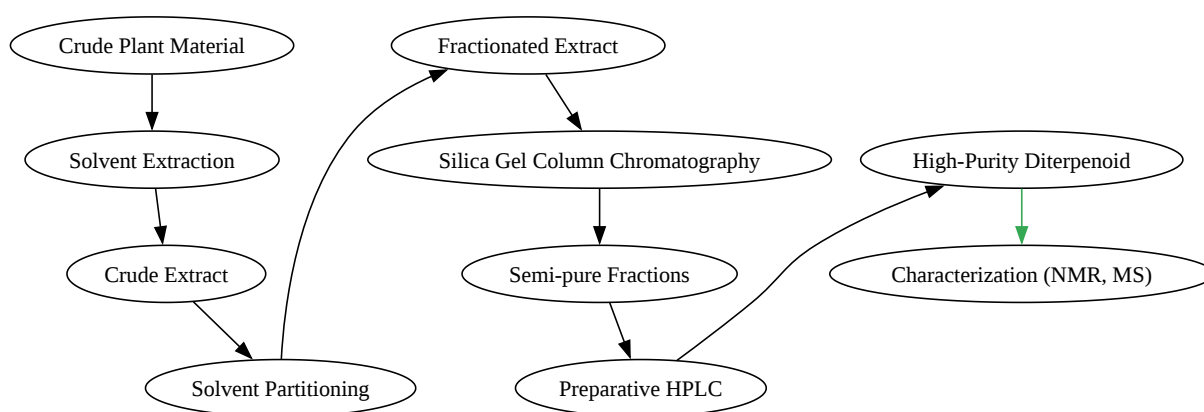 Crude Plant Material
Solvent Extraction
Crude Extract
Solvent Partitioning
Fractionated Extract
Silica Gel Column Chromatography
Semi-pure Fractions
Preparative HPLC
High-Purity Diterpenoid
Characterization (NMR, MS)